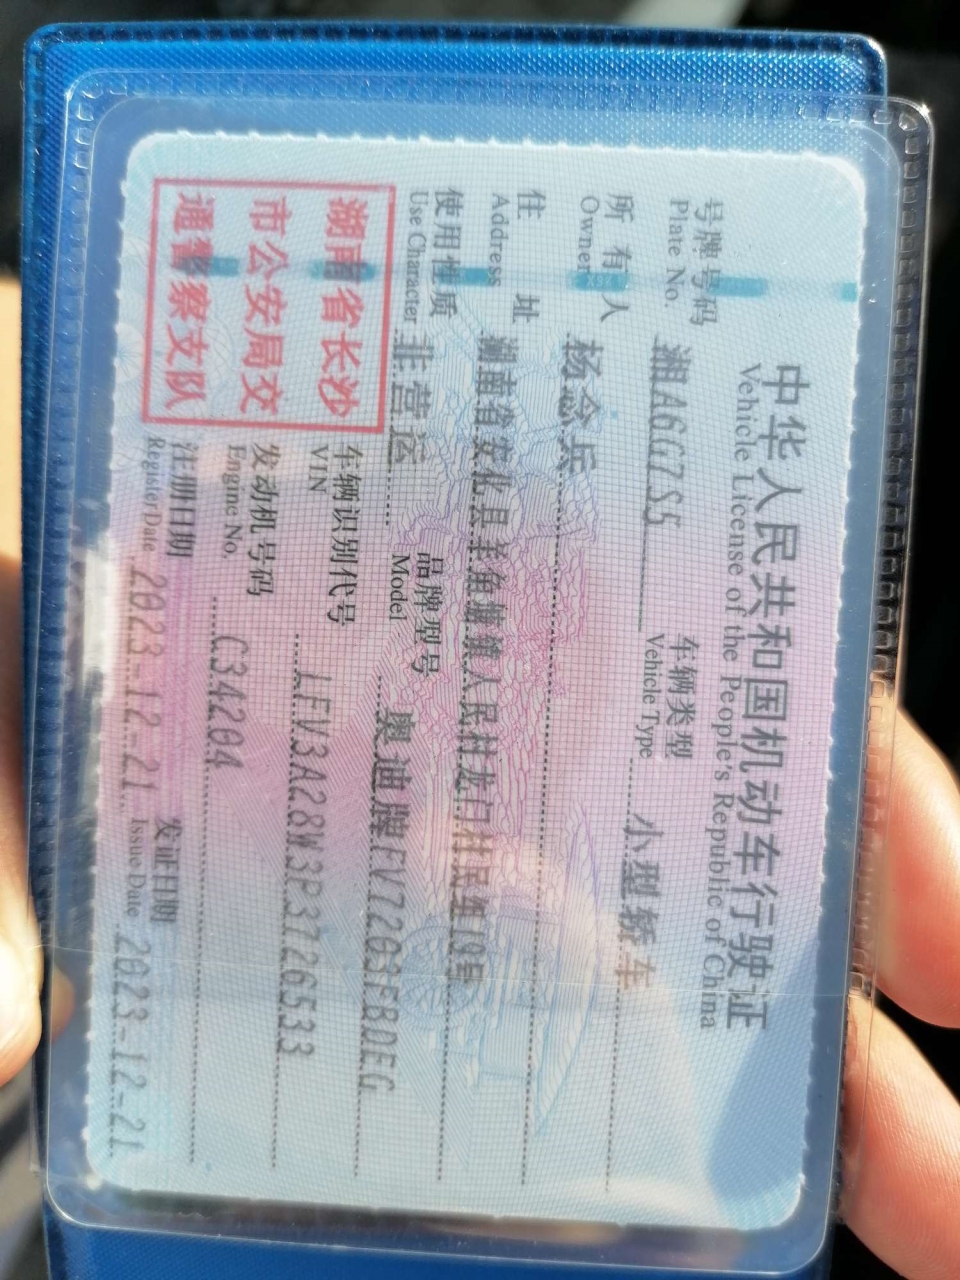 中华人民共和国机动车行驶证
Vehicle License of the People's Republic of China
号牌号码 湘A6G7S5 车辆类型 小型轿车
Plate No. Vehicle Type
所有人 杨念兵
Owner
住址 湖南省安化县羊角塘镇人民村龙门村民组19号
Address
使用性质 非营运 品牌型号 奥迪牌FV7203FBDEG
Use Character Model
湖南省长沙
市公安局交
通警察支队
车辆识别代号 LFV3A28W3P3726533
VIN
发动机号码 C34204
Engine No.
注册日期 2023-12-21 发证日期 2023-12-21
Register Date Issue Date